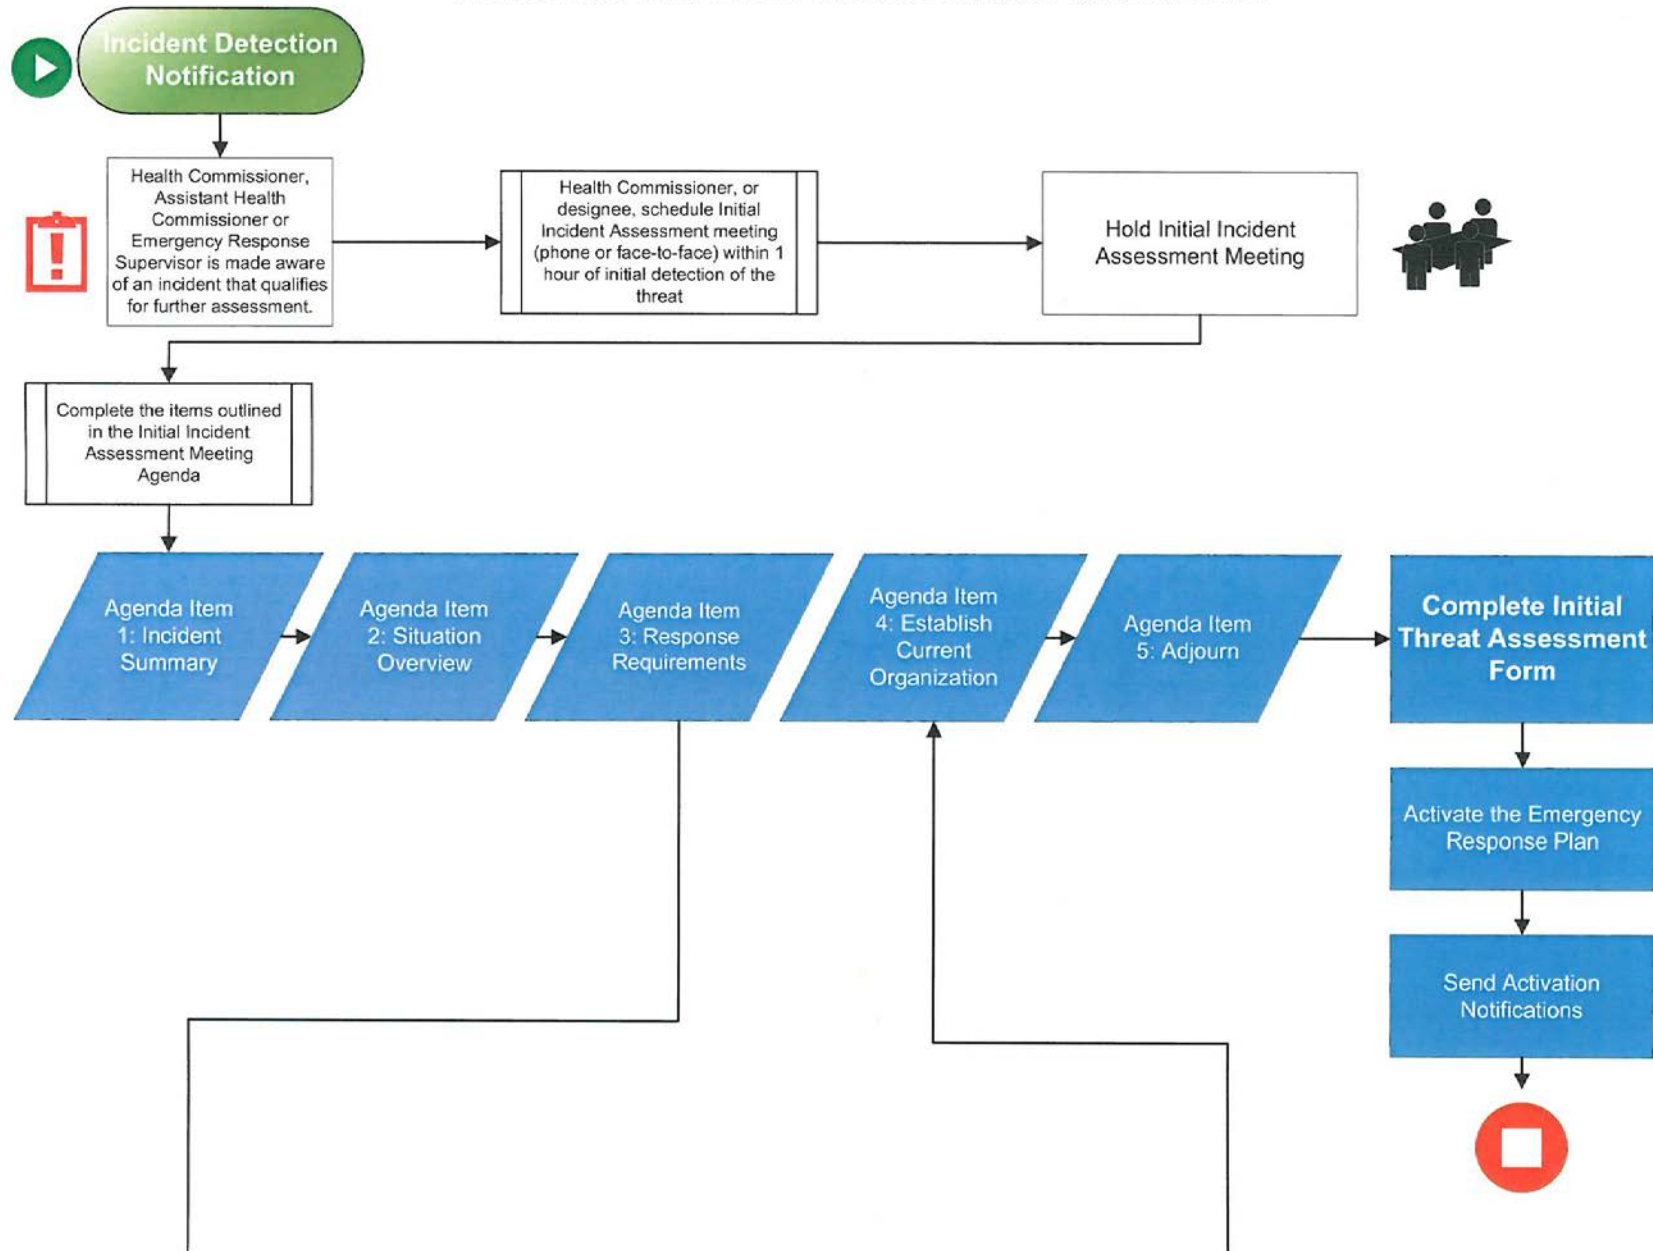 Incident Detection
Notification
Health Commissioner,
Assistant Health
Commissioner or
Emergency Response
Supervisor is made aware
of an incident that qualifies
for further assessment.
Health Commissioner, or
designee, schedule Initial
Incident Assessment meeting
(phone or face-to-face) within 1
hour of initial detection of the
threat
Hold Initial Incident
Assessment Meeting
Complete the items outlined
in the Initial Incident
Assessment Meeting
Agenda
Agenda Item
1: Incident
Summary
Agenda Item
2: Situation
Overview
Agenda Item
3: Response
Requirements
Agenda Item
4: Establish
Current
Organization
Agenda Item
5: Adjourn
Complete Initial
Threat Assessment
Form
Activate the Emergency
Response Plan
Send Activation
Notifications